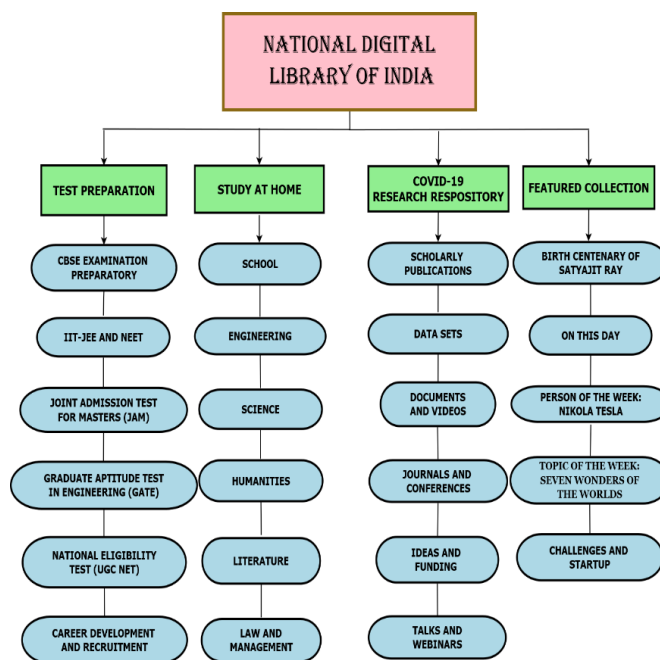 NATIONAL DIGITAL
LIBRARY OF INDIA
TEST PREPARATION
CBSE EXAMINATION
PREPARATORY
IIT-JEE AND NEET
JOINT ADMISSION TEST
FOR MASTERS (JAM)
GRADUATE APTITUDE TEST
IN ENGINEERING (GATE)
NATIONAL ELIGIBILITY
TEST (UGC NET)
CAREER DEVELOPMENT
AND RECRUITMENT
STUDY AT HOME
SCHOOL
ENGINEERING
SCIENCE
HUMANITIES
LITERATURE
LAW AND
MANAGEMENT
COVID-19
RESEARCH RESPOSITORY
SCHOLARLY
PUBLICATIONS
DATA SETS
DOCUMENTS
AND VIDEOS
JOURNALS AND
CONFERENCES
IDEAS AND
FUNDING
TALKS AND
WEBINARS
FEATURED COLLECTION
BIRTH CENTENARY OF
SATYAJIT RAY
ON THIS DAY
PERSON OF THE WEEK:
NIKOLA TESLA
TOPIC OF THE WEEK:
SEVEN WONDERS OF
THE WORLDS
CHALLENGES AND
STARTUP